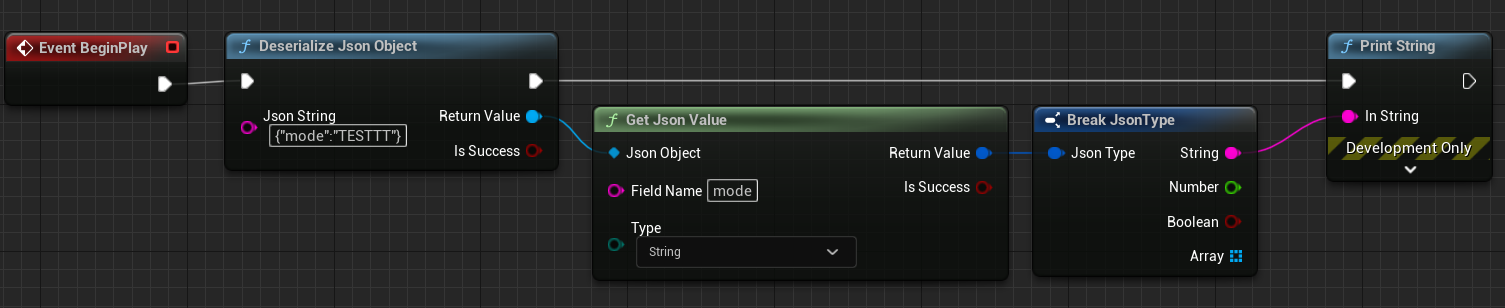 Event BeginPlay
Deserialize Json Object
Json String
{"mode":"TESTTT"}
Return Value
Is Success
Get Json Value
Json Object
Return Value
Field Name mode
Is Success
Type
String
Break JsonType
Json Type
String
Number
Boolean
Array
Print String
In String
Development Only